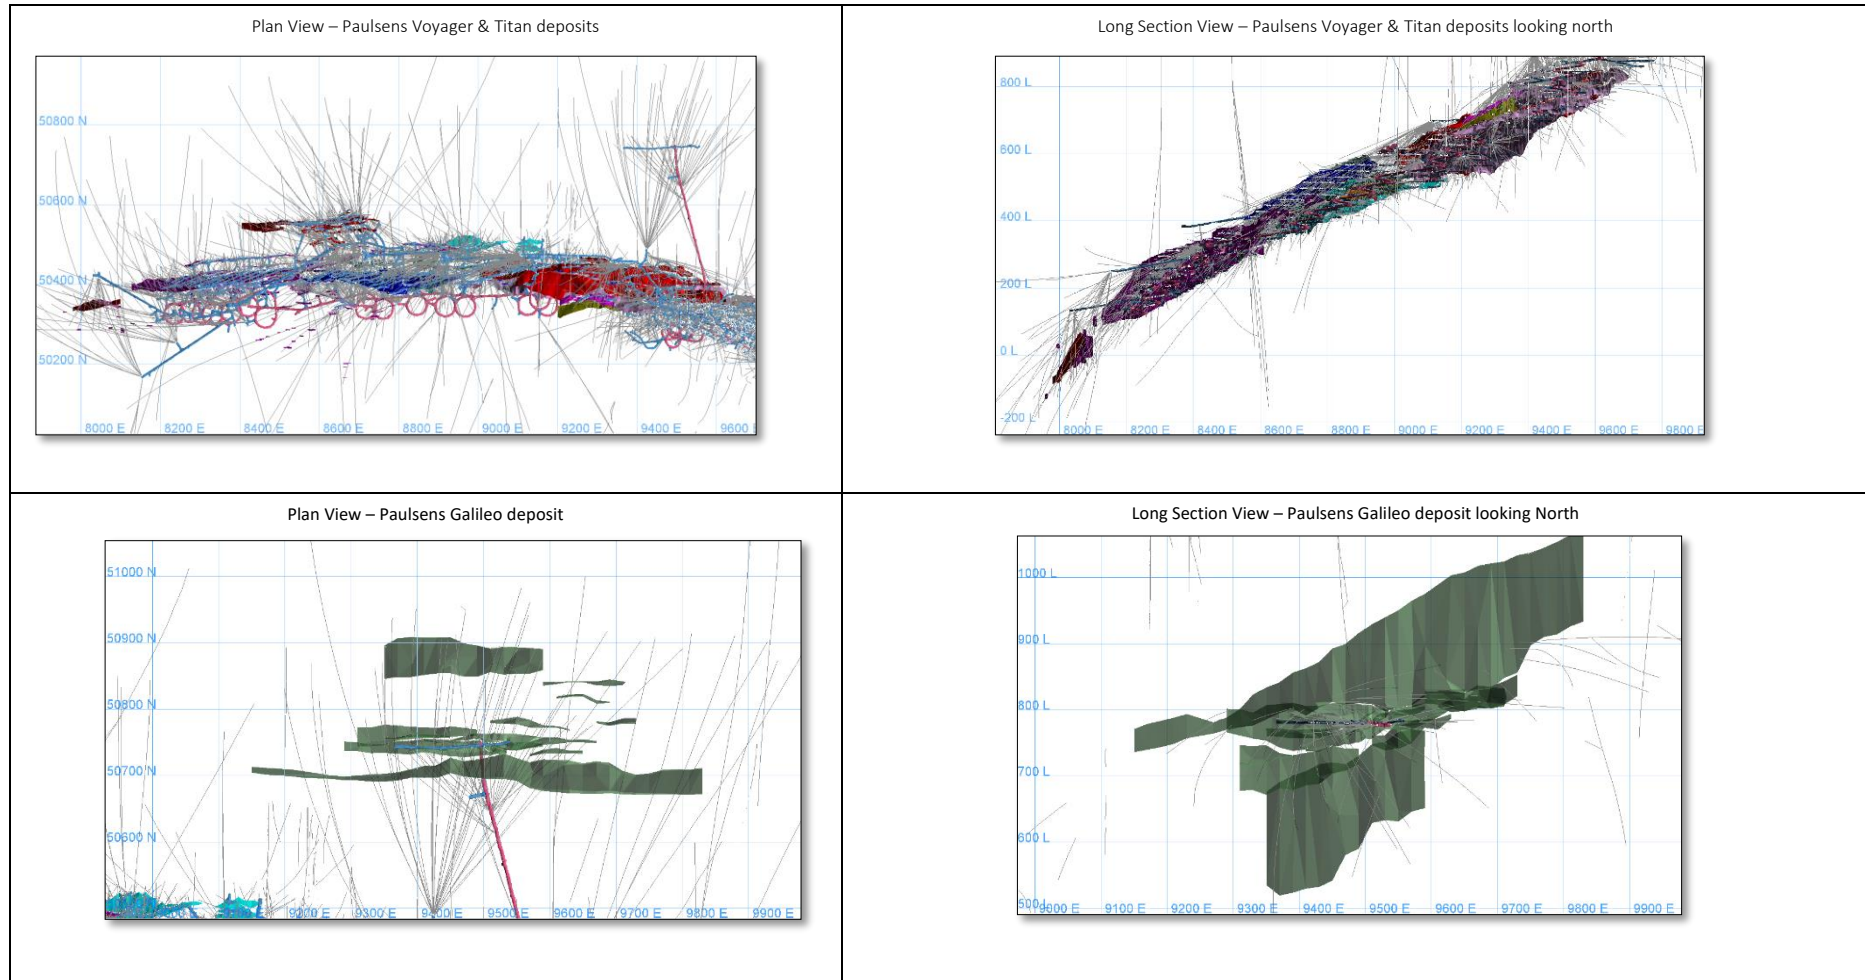 Plan View – Paulsens Voyager & Titan deposits
50800 N
50600 N
50400 N
50200 N
8000 E 8200 E 8400 E 8600 E 8800 E 9000 E 9200 E 9400 E 9600
Long Section View – Paulsens Voyager & Titan deposits looking north
800 L
600 L
400 L
200 L
0 L
-200 L
8000 E 8200 E 8400 E 8600 E 8800 E 9000 E 9200 E 9400 E 9600 E 9800 E
Plan View – Paulsens Galileo deposit
51000 N
50900 N
50800 N
50700 N
50600 N
9200 E 9300 E 9400 E 9500 E 9600 E 9700 E 9800 E 9900 E
Long Section View – Paulsens Galileo deposit looking North
1000 L
900 L
800 L
700 L
600 L
500 L
9000 E 9100 E 9200 E 9300 E 9400 E 9500 E 9600 E 9700 E 9800 E 9900 E